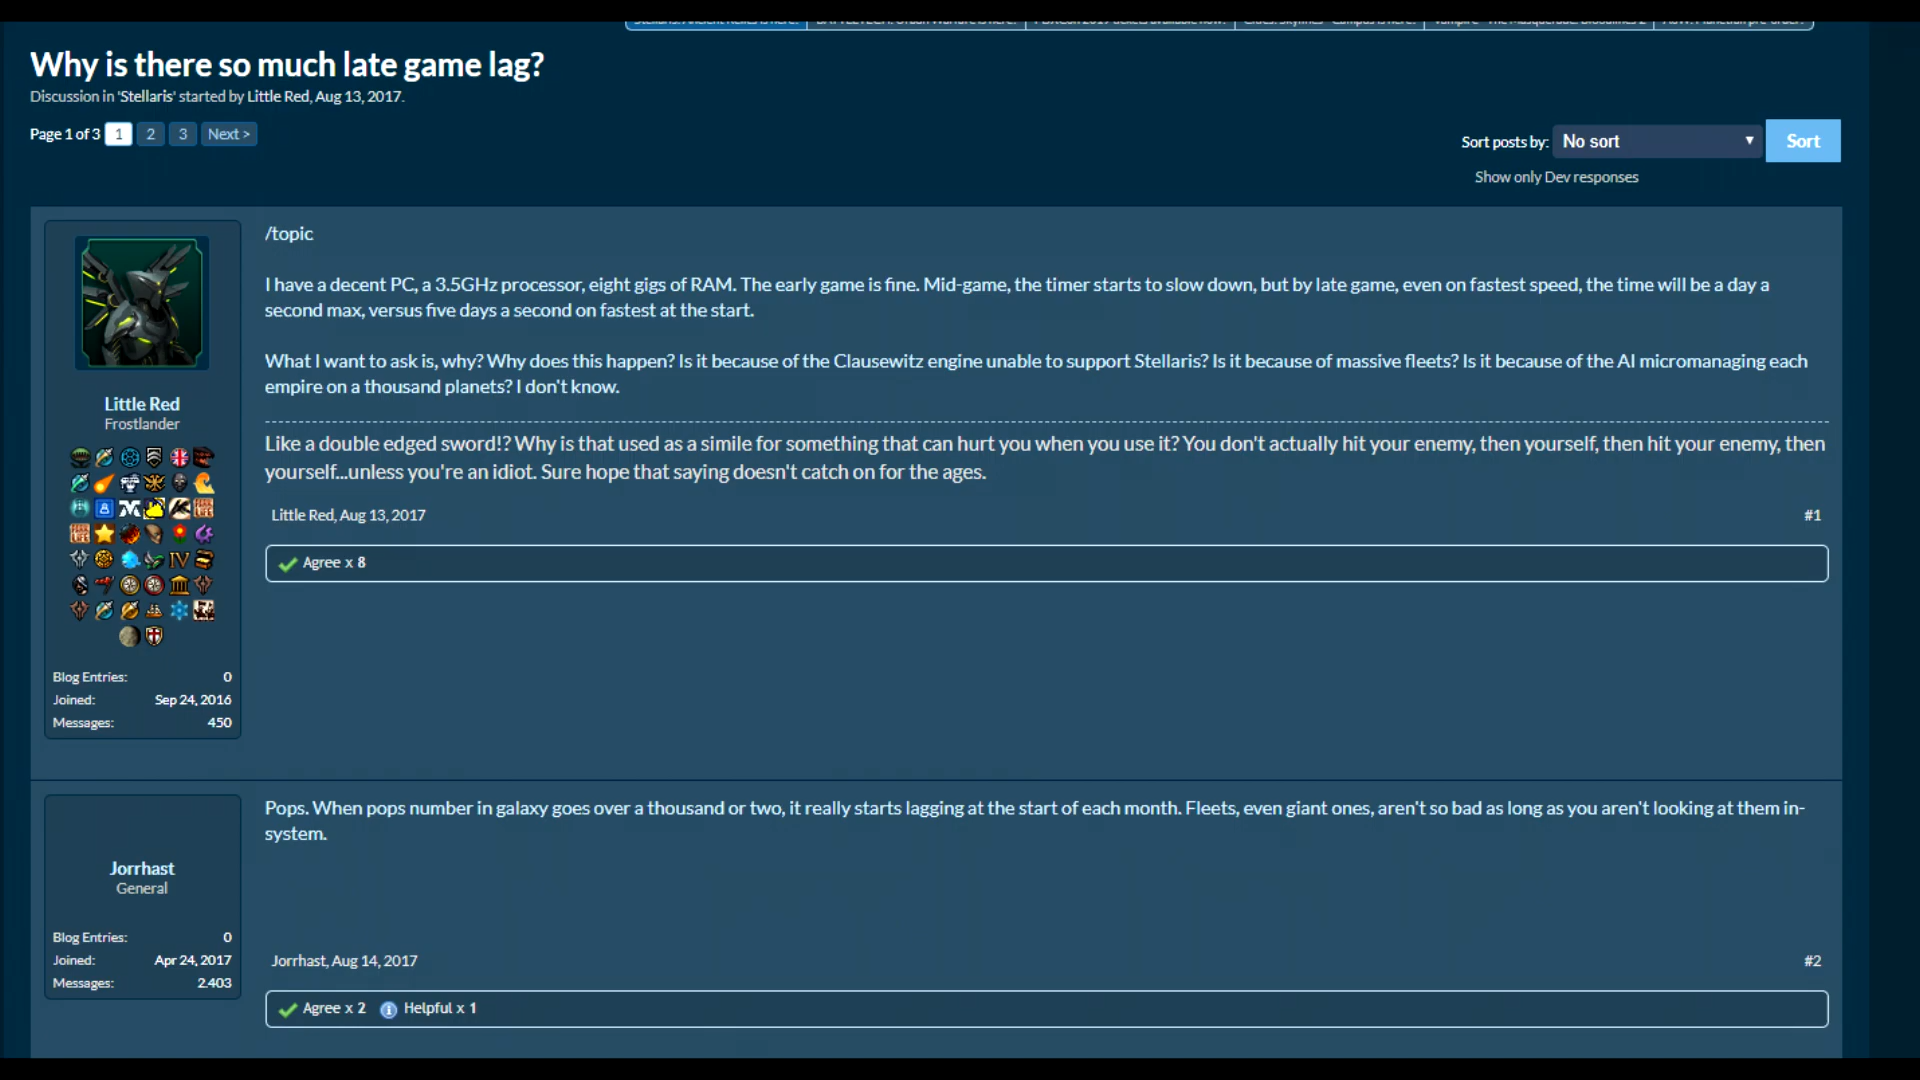 Why is there so much late game lag?
Discussion in 'Stellaris' started by Little Red, Aug 13, 2017.
Page 1 of 3 1 2 3 Next >
Sort posts by: No sort Sort
Show only Dev responses
/topic
I have a decent PC, a 3.5GHz processor, eight gigs of RAM. The early game is fine. Mid-game, the timer starts to slow down, but by late game, even on fastest speed, the time will be a day a
second max, versus five days a second on fastest at the start.
What I want to ask is, why? Why does this happen? Is it because of the Clausewitz engine unable to support Stellaris? Is it because of massive fleets? Is it because of the AI micromanaging each
empire on a thousand planets? I don't know.
Like a double edged sword!? Why is that used as a simile for something that can hurt you when you use it? You don't actually hit your enemy, then yourself, then hit your enemy, then
yourself...unless you're an idiot. Sure hope that saying doesn't catch on for the ages.
Little Red, Aug 13, 2017 #1
Agree x 8
Little Red
Frostlander
IV
Blog Entries: 0
Joined: Sep 24, 2016
Messages: 450
Pops. When pops number in galaxy goes over a thousand or two, it really starts lagging at the start of each month. Fleets, even giant ones, aren't so bad as long as you aren't looking at them in-
system.
Jorrhast
General
Blog Entries: 0
Joined: Apr 24, 2017
Messages: 2.403
Jorrhast, Aug 14, 2017 #2
Agree x 2 Helpful x 1